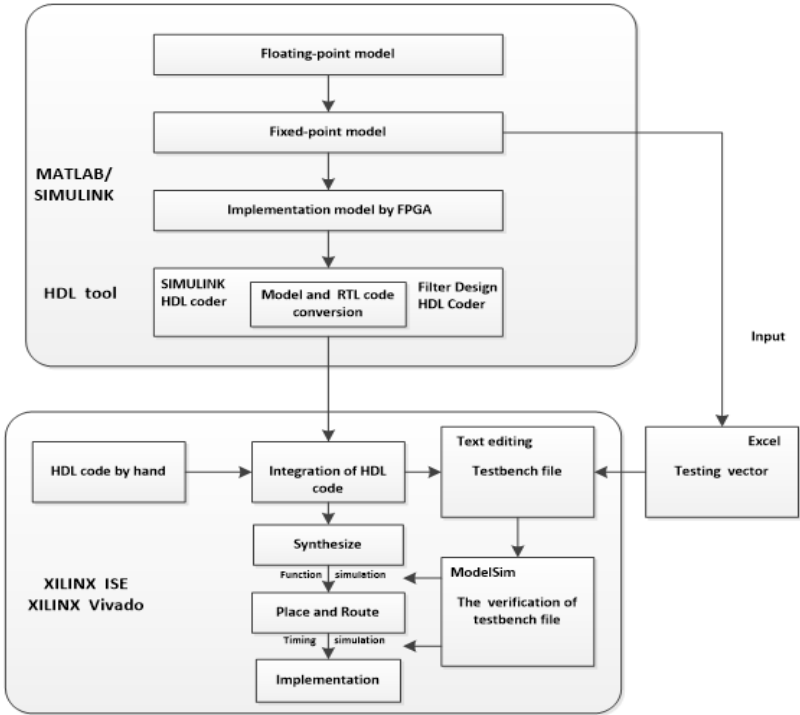 Floating-point model
Fixed-point model
MATLAB/
SIMULINK
Implementation model by FPGA
HDL tool
SIMULINK
HDL coder
Model and RTL code
conversion
Filter Design
HDL Coder
Input
HDL code by hand
Integration of HDL
code
Text editing
Testbench file
Excel
Testing vector
Synthesize
Function simulation
ModelSim
The verification of
testbench file
XILINX ISE
XILINX Vivado
Place and Route
Timing simulation
Implementation